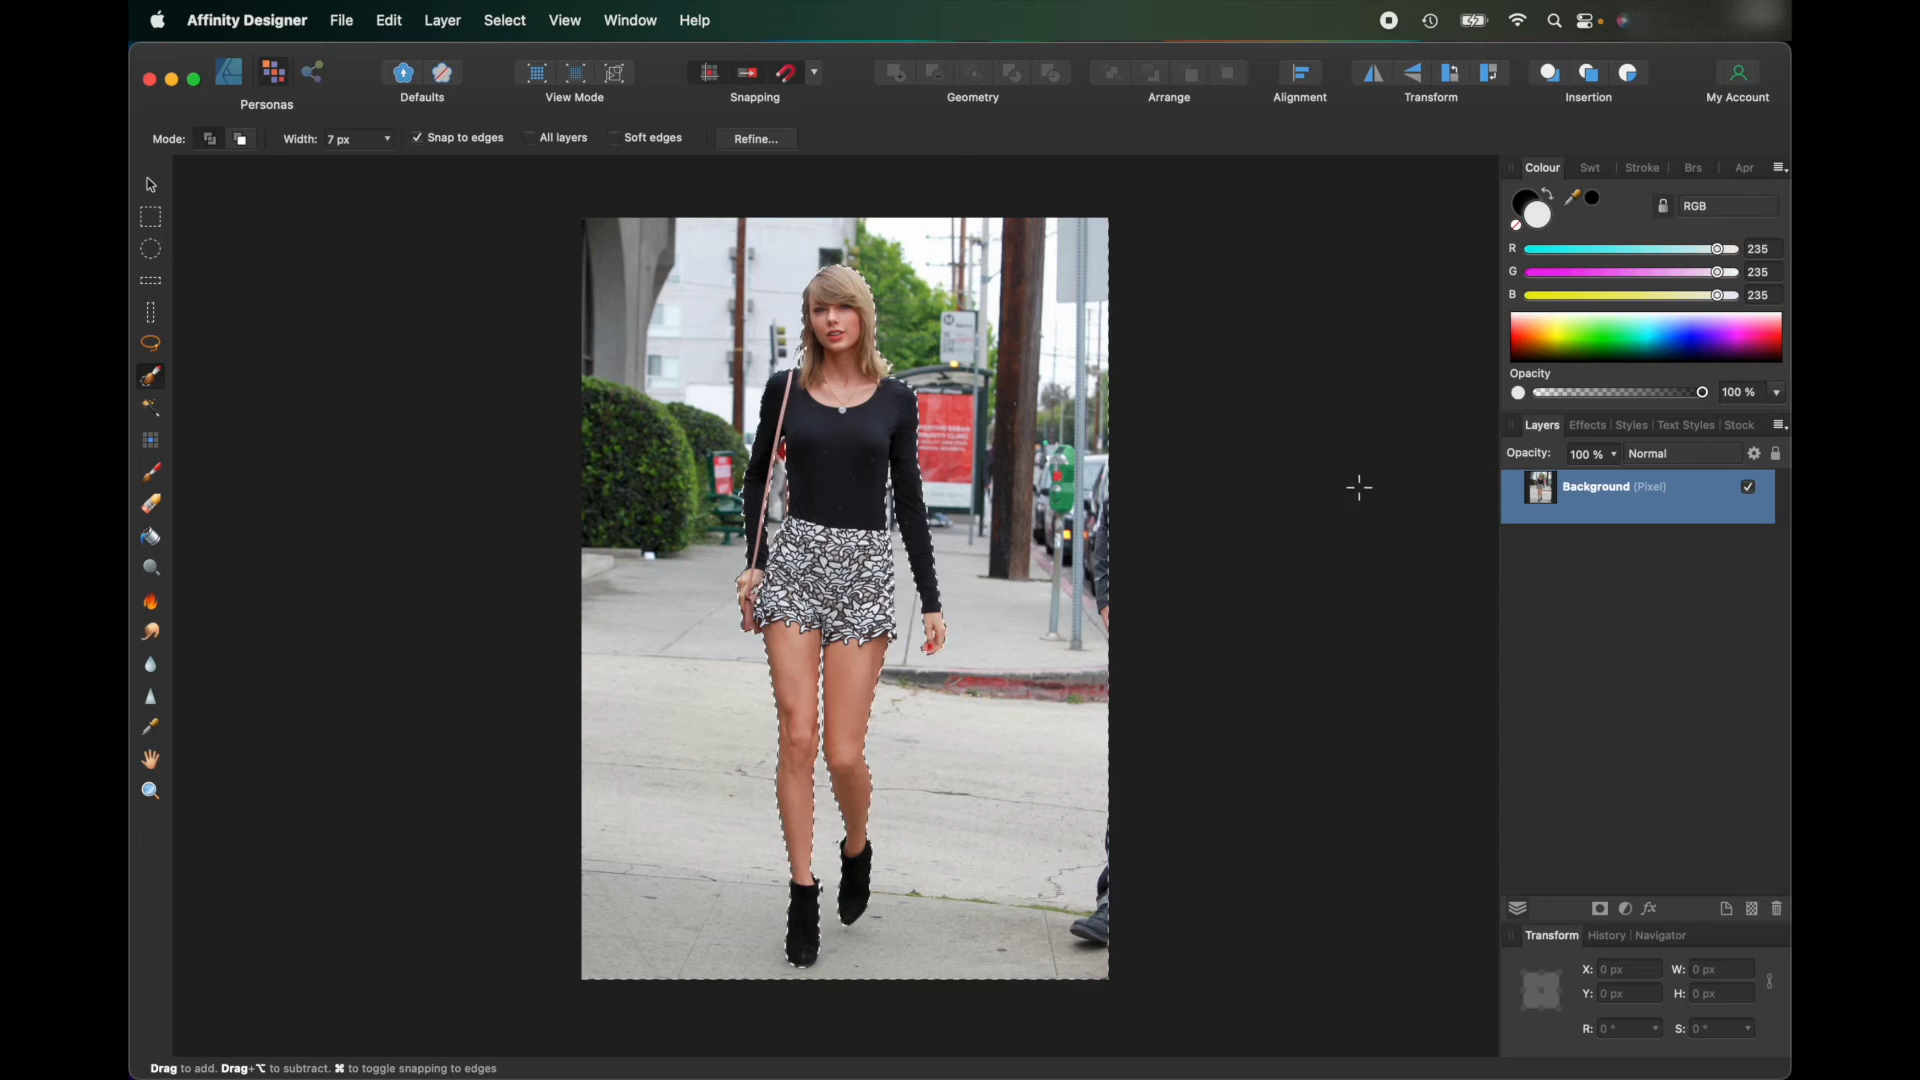 Affinity Designer File Edit Layer Select View Window Help
Personas
Defaults
View Mode
Snapping
Geometry
Arrange
Alignment
Transform
Insertion
My Account
Mode:
Width: 7 px
Snap to edges
All layers
Soft edges
Refine...
Colour Swt Stroke Brs Apr
RGB
R 235
G 235
B 235
Opacity
100 %
Layers Effects Styles Text Styles Stock
Opacity: 100 % Normal
Background (Pixel)
Transform History Navigator
X: 0 px W: 0 px
Y: 0 px H: 0 px
R: 0 ° S: 0 °
Drag to add. Drag+⌥ to subtract. ⌘ to toggle snapping to edges